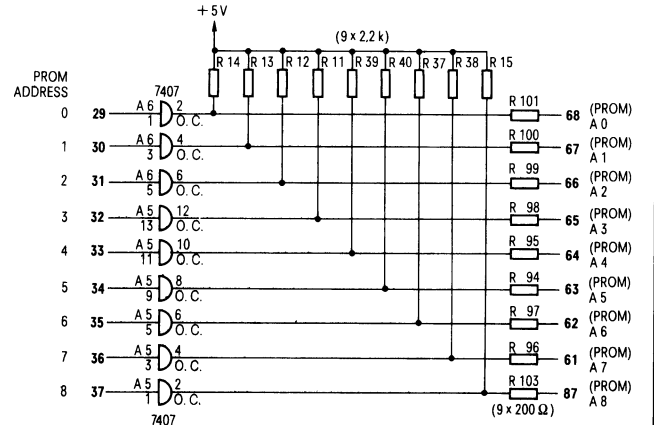 +5V
(9 x 2,2 k)
R 14 R 13 R 12 R 11 R 39 R 40 R 37 R 38 R 15
PROM
ADDRESS
7407
0 29 A 6 1 2 O.C. R 101 68 (PROM) A 0
1 30 A 6 3 4 O.C. R 100 67 (PROM) A 1
2 31 A 6 5 6 O.C. R 99 66 (PROM) A 2
3 32 A 5 13 12 O.C. R 98 65 (PROM) A 3
4 33 A 5 11 10 O.C. R 95 64 (PROM) A 4
5 34 A 5 9 8 O.C. R 94 63 (PROM) A 5
6 35 A 5 5 6 O.C. R 97 62 (PROM) A 6
7 36 A 5 3 4 O.C. R 96 61 (PROM) A 7
8 37 A 5 1 2 O.C. R 103 87 (PROM) A 8
7407
(9 x 200 Ω)